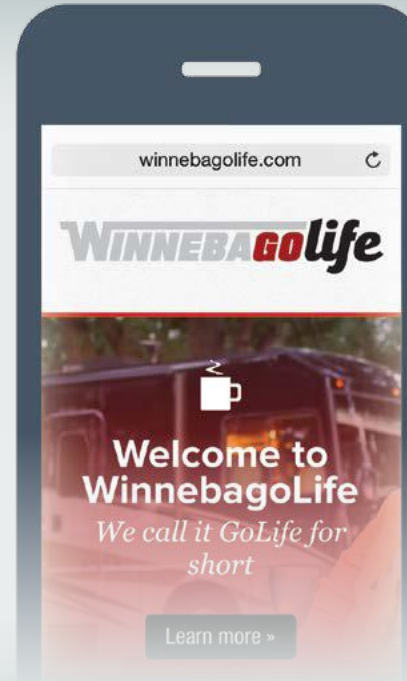 winnebagolife.com
WINNEBAGOlife
Welcome to
WinnebagoLife
We call it GoLife for
short
Learn more »